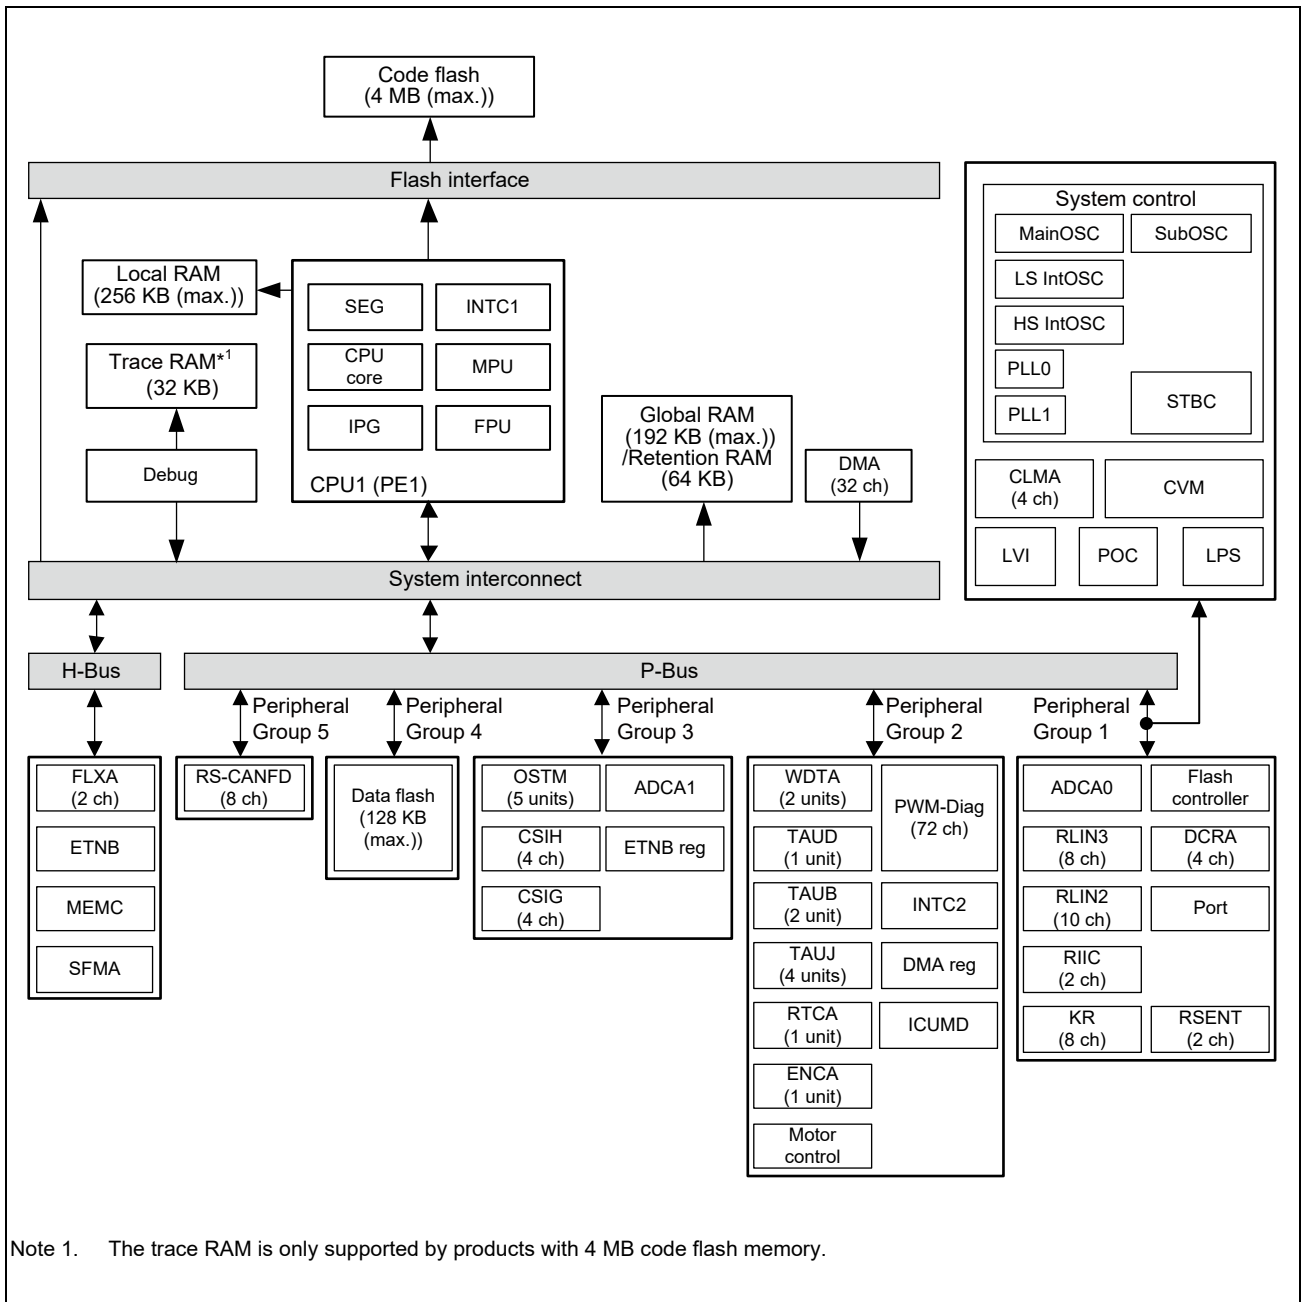 Code flash
(4 MB (max.))
Flash interface
Local RAM
(256 KB (max.))
Trace RAM*1
(32 KB)
Debug
SEG
INTC1
CPU
core
MPU
IPG
FPU
CPU1 (PE1)
Global RAM
(192 KB (max.))
/Retention RAM
(64 KB)
DMA
(32 ch)
System interconnect
System control
MainOSC
SubOSC
LS IntOSC
HS IntOSC
PLL0
PLL1
STBC
CLMA
(4 ch)
CVM
LVI
POC
LPS
H-Bus
P-Bus
Peripheral
Group 5
Peripheral
Group 4
Peripheral
Group 3
Peripheral
Group 2
Peripheral
Group 1
FLXA
(2 ch)
ETNB
MEMC
SFMA
RS-CANFD
(8 ch)
Data flash
(128 KB
(max.))
OSTM
(5 units)
ADCA1
CSIH
(4 ch)
ETNB reg
CSIG
(4 ch)
WDTA
(2 units)
PWM-Diag
(72 ch)
TAUD
(1 unit)
TAUB
(2 unit)
INTC2
TAUJ
(4 units)
DMA reg
RTCA
(1 unit)
ICUMD
ENCA
(1 unit)
Motor
control
ADCA0
Flash
controller
RLIN3
(8 ch)
DCRA
(4 ch)
RLIN2
(10 ch)
Port
RIIC
(2 ch)
KR
(8 ch)
RSENT
(2 ch)
Note 1. The trace RAM is only supported by products with 4 MB code flash memory.